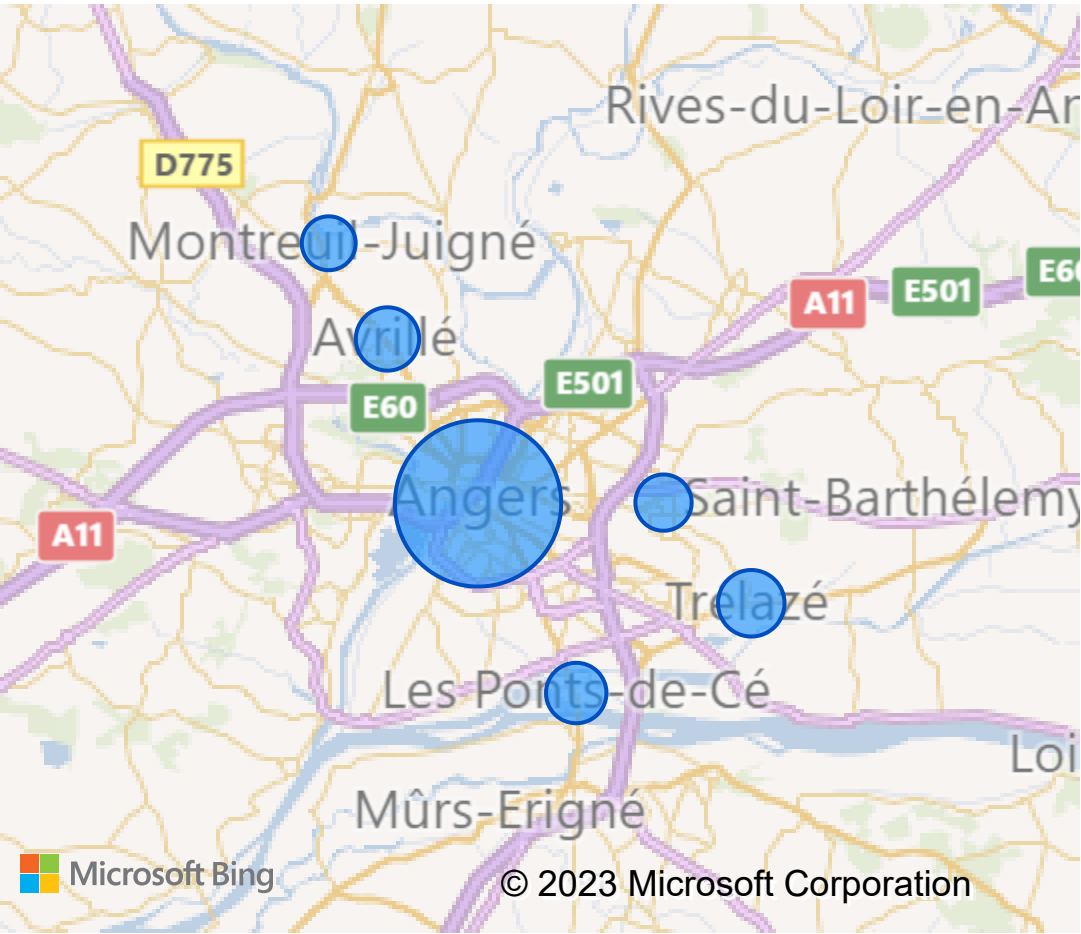 Rives-du-Loir-en-An
D775
Montreuil-Juigné
E60
A11
E501
Avrillé
E501
E60
Angers
Saint-Barthélemy
A11
Trelazé
Les Ponts-de-Cé
Loi
Mûrs-Erigné
Microsoft Bing
© 2023 Microsoft Corporation